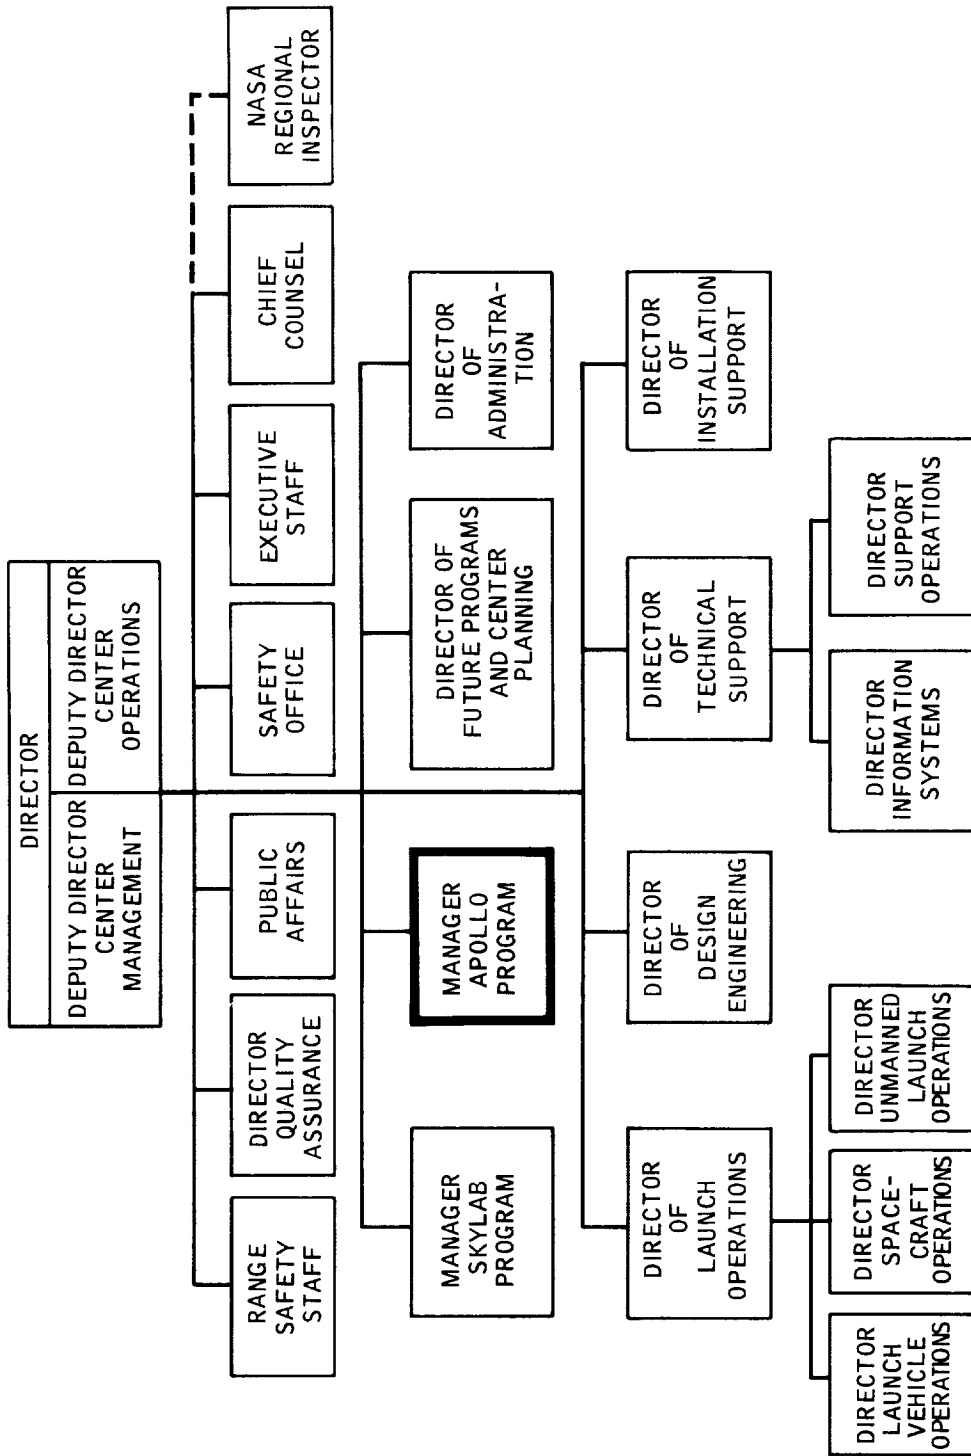 DIRECTOR
DEPUTY DIRECTOR
CENTER
MANAGEMENT
DEPUTY DIRECTOR
CENTER
OPERATIONS
RANGE
SAFETY
STAFF
DIRECTOR
QUALITY
ASSURANCE
PUBLIC
AFFAIRS
SAFETY
OFFICE
EXECUTIVE
STAFF
CHIEF
COUNSEL
NASA
REGIONAL
INSPECTOR
MANAGER
SKYLAB
PROGRAM
MANAGER
APOLLO
PROGRAM
DIRECTOR OF
FUTURE PROGRAMS
AND CENTER
PLANNING
DIRECTOR
OF
ADMINISTRA-
TION
DIRECTOR
OF
LAUNCH
OPERATIONS
DIRECTOR
OF
DESIGN
ENGINEERING
DIRECTOR
OF
TECHNICAL
SUPPORT
DIRECTOR
OF
INSTALLATION
SUPPORT
DIRECTOR
LAUNCH
VEHICLE
OPERATIONS
DIRECTOR
SPACE-
CRAFT
OPERATIONS
DIRECTOR
UNMANNED
LAUNCH
OPERATIONS
DIRECTOR
INFORMATION
SYSTEMS
DIRECTOR
SUPPORT
OPERATIONS